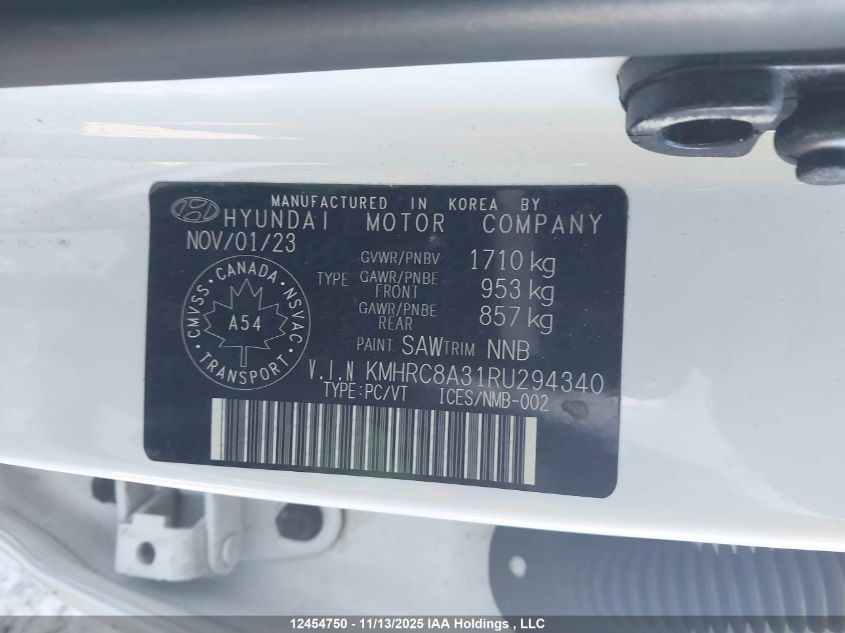 MANUFACTURED IN KOREA BY
HYUNDAI MOTOR COMPANY
NOV/01/23
GVWR/PNBV 1710 kg
TYPE GAWR/PNBE FRONT 953 kg
GAWR/PNBE REAR 857 kg
PAINT SAW TRIM NNB
CANADA
CMVSS NSVAC
A54
TRANSPORT
V.I.N KMHRC8A31RU294340
TYPE:PC/VT ICES/NMB-002
12454750 - 11/13/2025 IAA Holdings , LLC